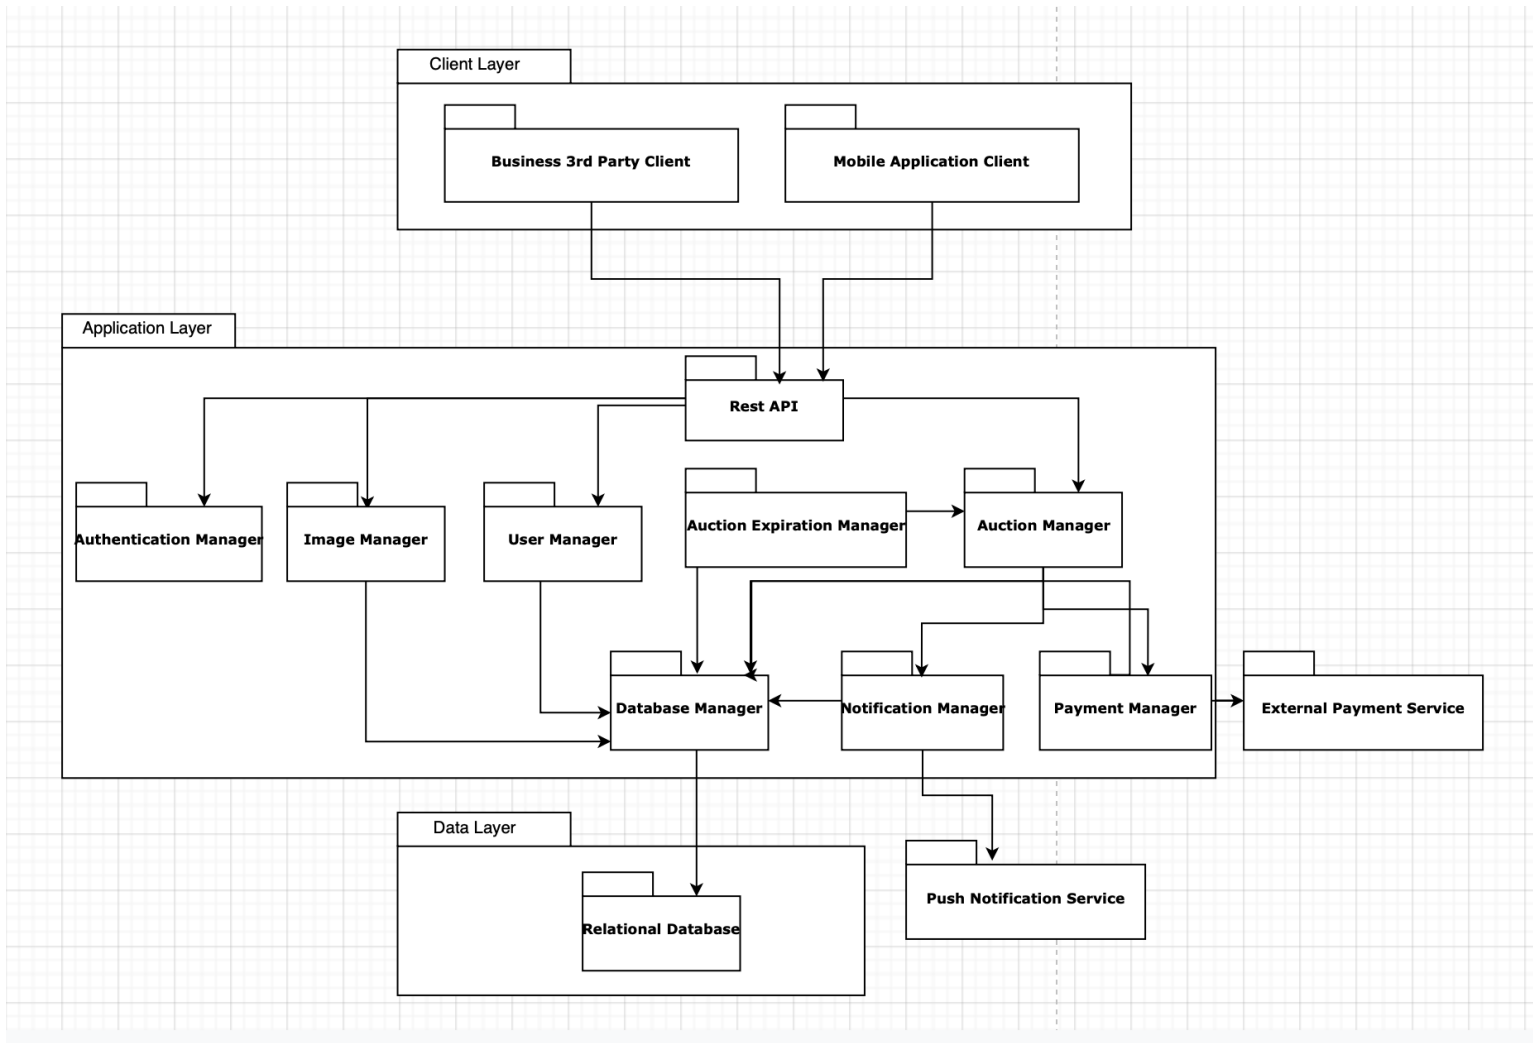 Client Layer
Business 3rd Party Client
Mobile Application Client
Application Layer
Rest API
Authentication Manager
Image Manager
User Manager
Auction Expiration Manager
Auction Manager
Database Manager
Notification Manager
Payment Manager
External Payment Service
Data Layer
Push Notification Service
Relational Database